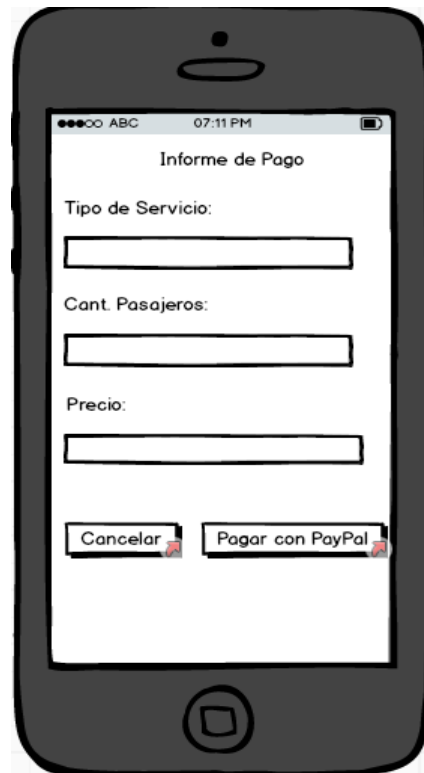 ABC 07:11 PM
Informe de Pago
Tipo de Servicio:
Cant. Pasajeros:
Precio:
Cancelar Pagar con PayPal